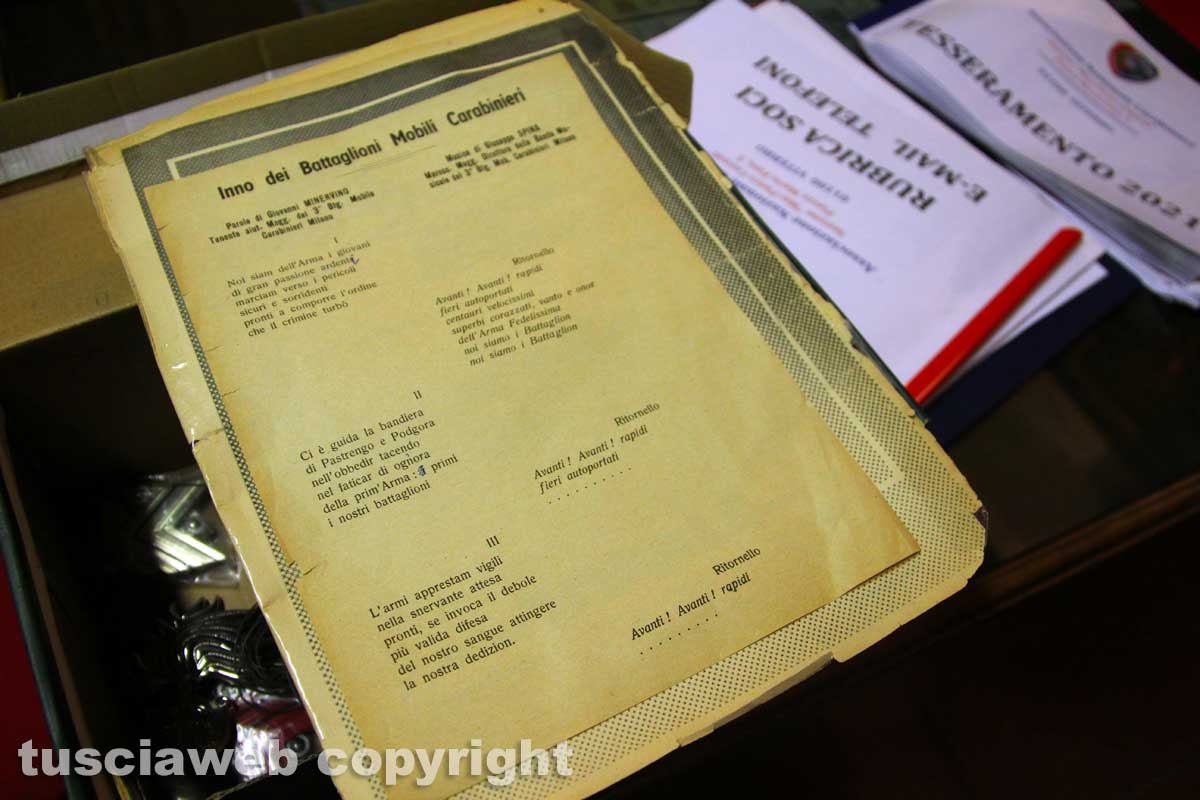 Inno dei Battaglioni Mobili Carabinieri
Parole di Giovanni MINERVINO
Tenente aiut. Magg. del 3° Btg. Mobile
Carabinieri Milano
Musica di Giuseppe SPINA
Maresc. Magg. Direttore della Banda Mu-
sicale del 3° Btg. Mob. Carabinieri Milano
I
Noi siam dell'Arma i giovani
di gran passione ardenti
marciam verso i pericoli
sicuri e sorridenti
pronti a comporre l'ordine
che il crimine turbò
Ritornello
Avanti! Avanti! rapidi
fieri autoportati
centauri velocissimi
superbi corazzati, vanto e onor
dell'Arma Fedelissima
noi siamo i Battaglion
noi siamo i Battaglion
II
Ci è guida la bandiera
di Pastrengo e Podgora
nell'obbedir tacendo
nel faticar di ognora
della prim'Arma: i primi
i nostri battaglioni
Ritornello
Avanti! Avanti! rapidi
fieri autoportati
. . . . . . . . .
III
L'armi apprestam vigili
nella snervante attesa
pronti, se invoca il debole
più valida difesa
del nostro sangue attingere
la nostra dedizion.
Ritornello
Avanti! Avanti! rapidi
. . . . . . . .
RUBRICA SOCI
E-MAIL TELEFONI
TESSERAMENTO 2021
tusciaweb copyright